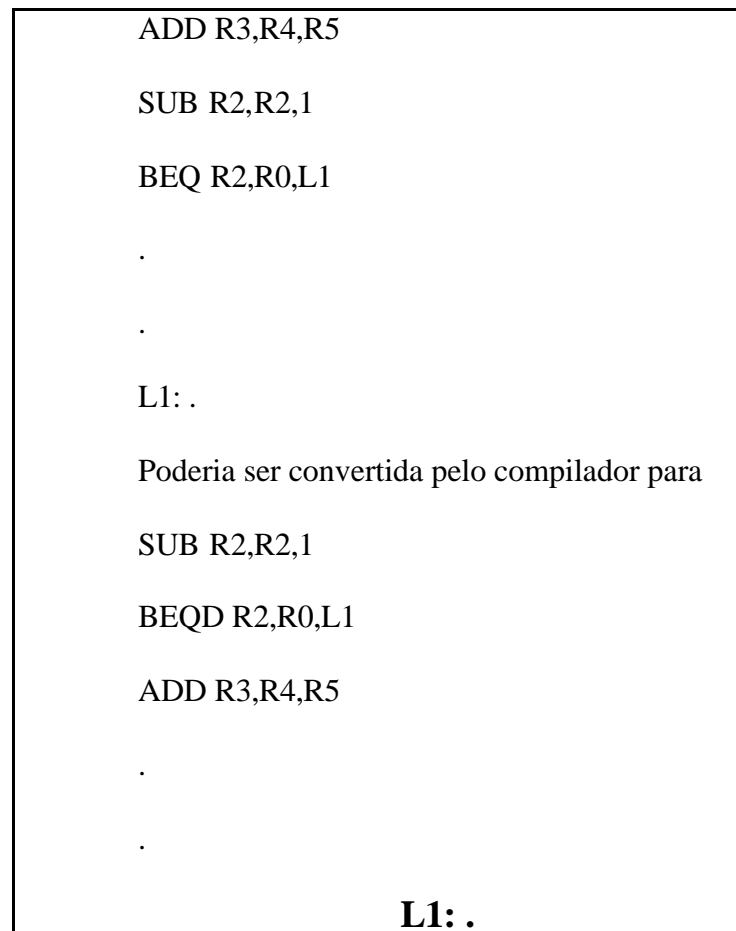 ADD R3,R4,R5
SUB R2,R2,1
BEQ R2,R0,L1
.
.
L1: .
Poderia ser convertida pelo compilador para
SUB R2,R2,1
BEQD R2,R0,L1
ADD R3,R4,R5
.
.
L1: .